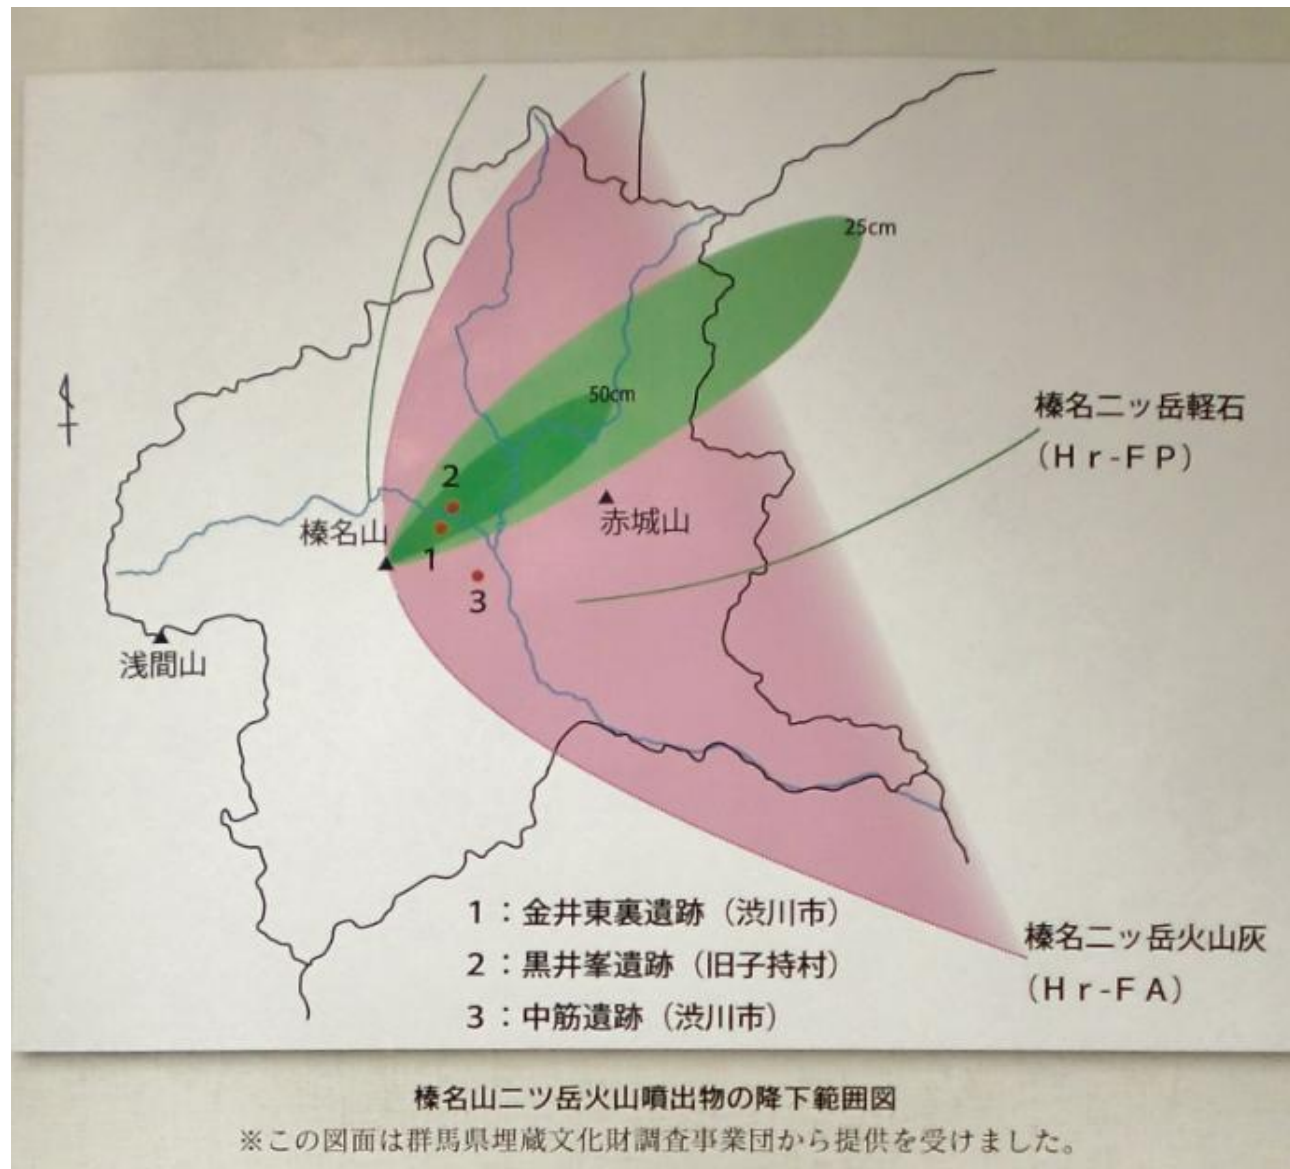 25cm
50cm
榛名二ッ岳軽石
（Ｈｒ-ＦＰ）
2
榛名山
赤城山
1
3
浅間山
1：金井東裏遺跡（渋川市）
2：黒井峯遺跡（旧子持村）
3：中筋遺跡（渋川市）
榛名二ッ岳火山灰
（Ｈｒ-ＦＡ）
榛名山二ツ岳火山噴出物の降下範囲図
※この図面は群馬県埋蔵文化財調査事業団から提供を受けました。